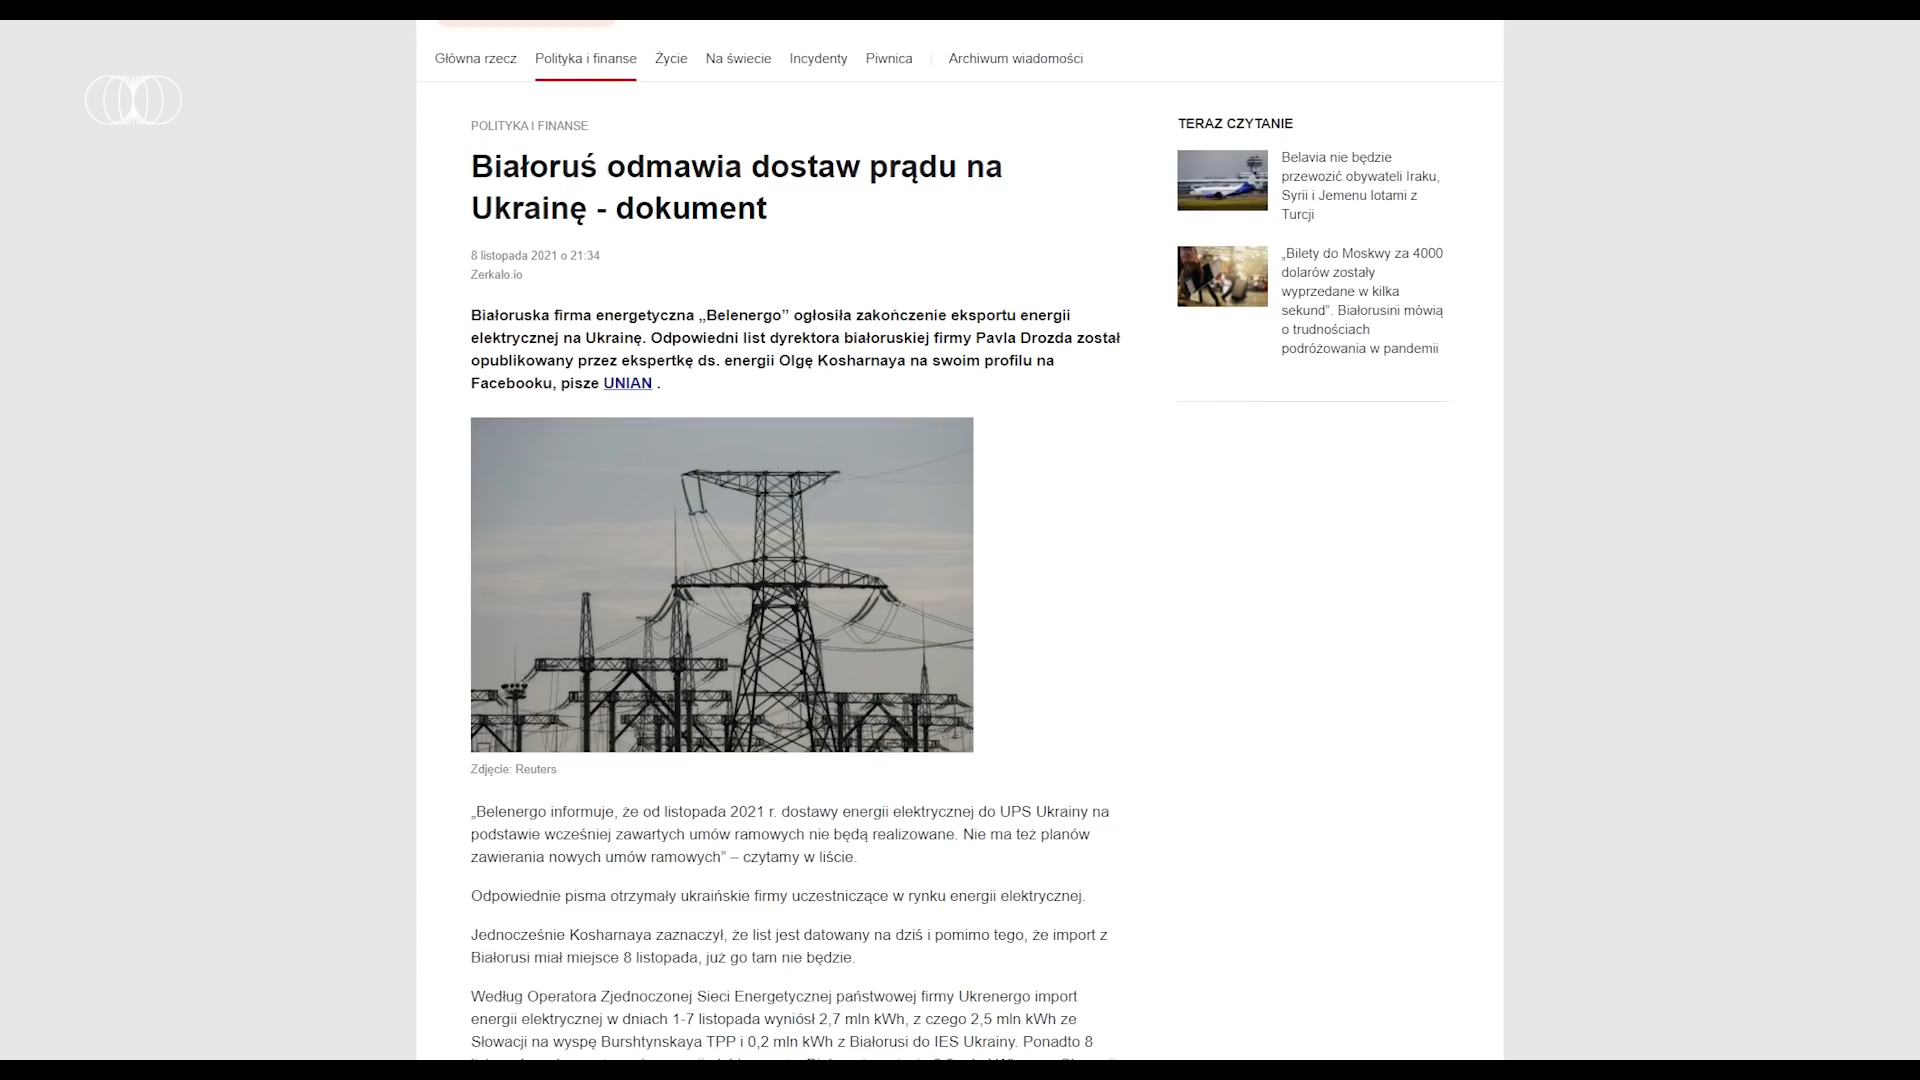 Główna rzecz Polityka i finanse Życie Na świecie Incydenty Piwnica Archiwum wiadomości
POLITYKA I FINANSE
Białoruś odmawia dostaw prądu na
Ukrainę - dokument
8 listopada 2021 o 21:34
Zerkalo.io
Białoruska firma energetyczna „Belenergo” ogłosiła zakończenie eksportu energii
elektrycznej na Ukrainę. Odpowiedni list dyrektora białoruskiej firmy Pavla Drozda został
opublikowany przez ekspertkę ds. energii Olgę Kosharnaya na swoim profilu na
Facebooku, pisze UNIAN .
Zdjęcie: Reuters
„Belenergo informuje, że od listopada 2021 r. dostawy energii elektrycznej do UPS Ukrainy na
podstawie wcześniej zawartych umów ramowych nie będą realizowane. Nie ma też planów
zawierania nowych umów ramowych” – czytamy w liście.
Odpowiednie pisma otrzymały ukraińskie firmy uczestniczące w rynku energii elektrycznej.
Jednocześnie Kosharnaya zaznaczył, że list jest datowany na dziś i pomimo tego, że import z
Białorusi miał miejsce 8 listopada, już go tam nie będzie.
Według Operatora Zjednoczonej Sieci Energetycznej państwowej firmy Ukrenergo import
energii elektrycznej w dniach 1-7 listopada wyniósł 2,7 mln kWh, z czego 2,5 mln kWh ze
Słowacji na wyspę Burshtynskaya TPP i 0,2 mln kWh z Białorusi do IES Ukrainy. Ponadto 8
TERAZ CZYTANIE
Belavia nie będzie
przewozić obywateli Iraku,
Syrii i Jemenu lotami z
Turcji
„Bilety do Moskwy za 4000
dolarów zostały
wyprzedane w kilka
sekund”. Białorusini mówią
o trudnościach
podróżowania w pandemii